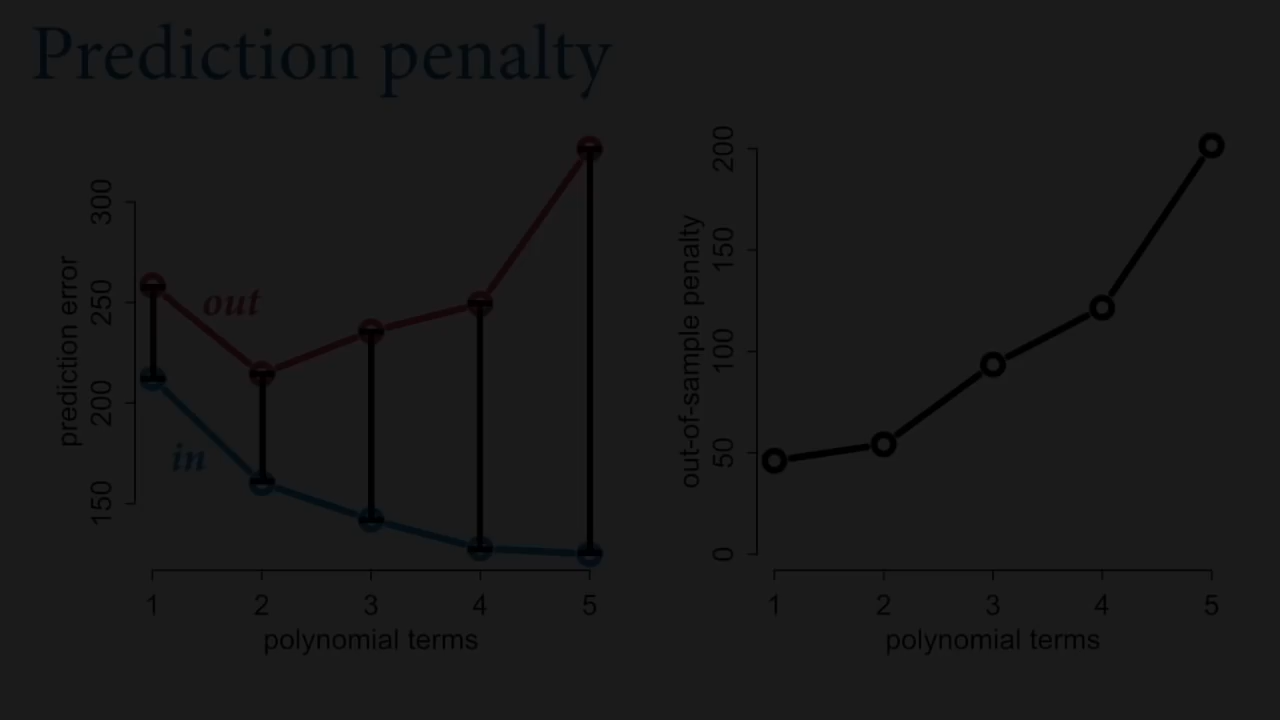 Prediction penalty
prediction error
300
250
200
150
out
in
1 2 3 4 5
polynomial terms
out-of-sample penalty
200
150
100
50
0
1 2 3 4 5
polynomial terms